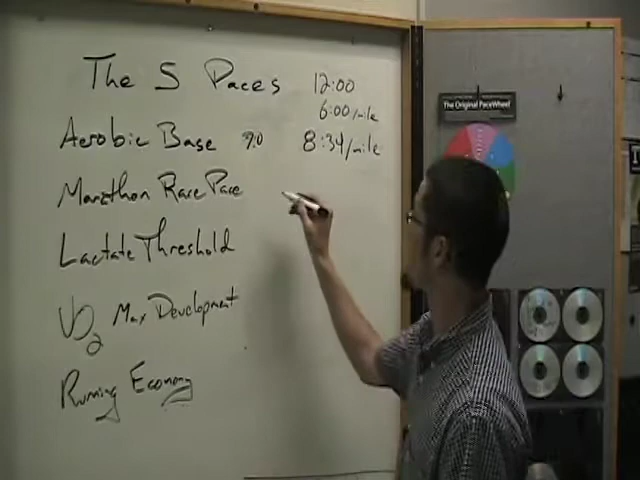 The 5 Paces 12:00
6:00/mile
Aerobic Base 70 8:34/mile
Marathon Race Pace
Lactate Threshold
VO2 Max Development
Running Economy
The Original PaceWheel